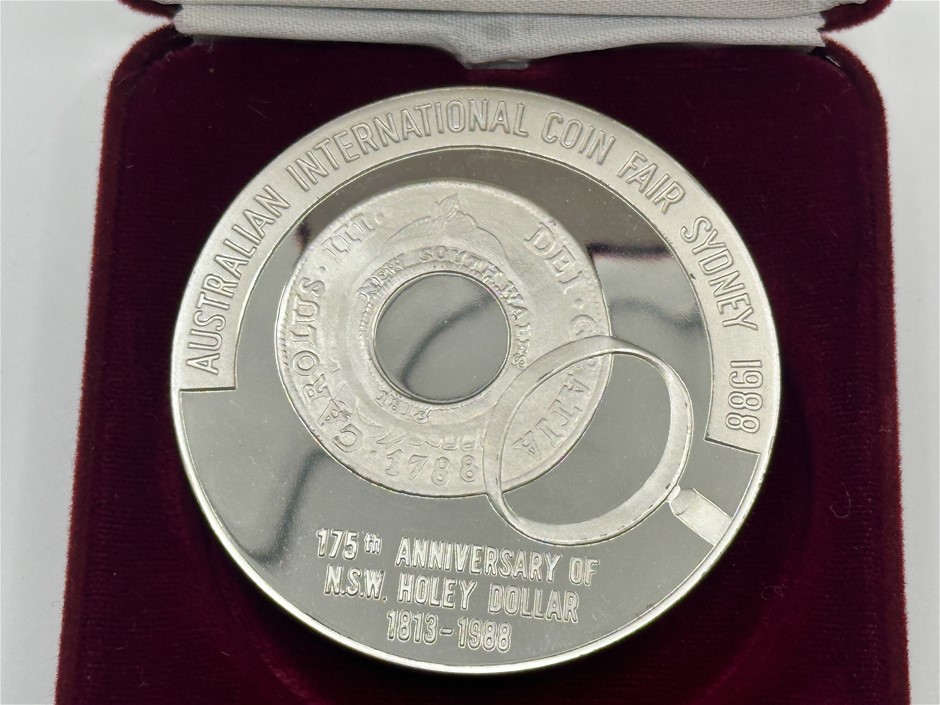 AUSTRALIAN INTERNATIONAL COIN FAIR SYDNEY 1988
CAROLUS·III· DEI·GRATIA
·1788
NEW SOUTH WALES
1813
175th ANNIVERSARY OF
N.S.W. HOLEY DOLLAR
1813-1988